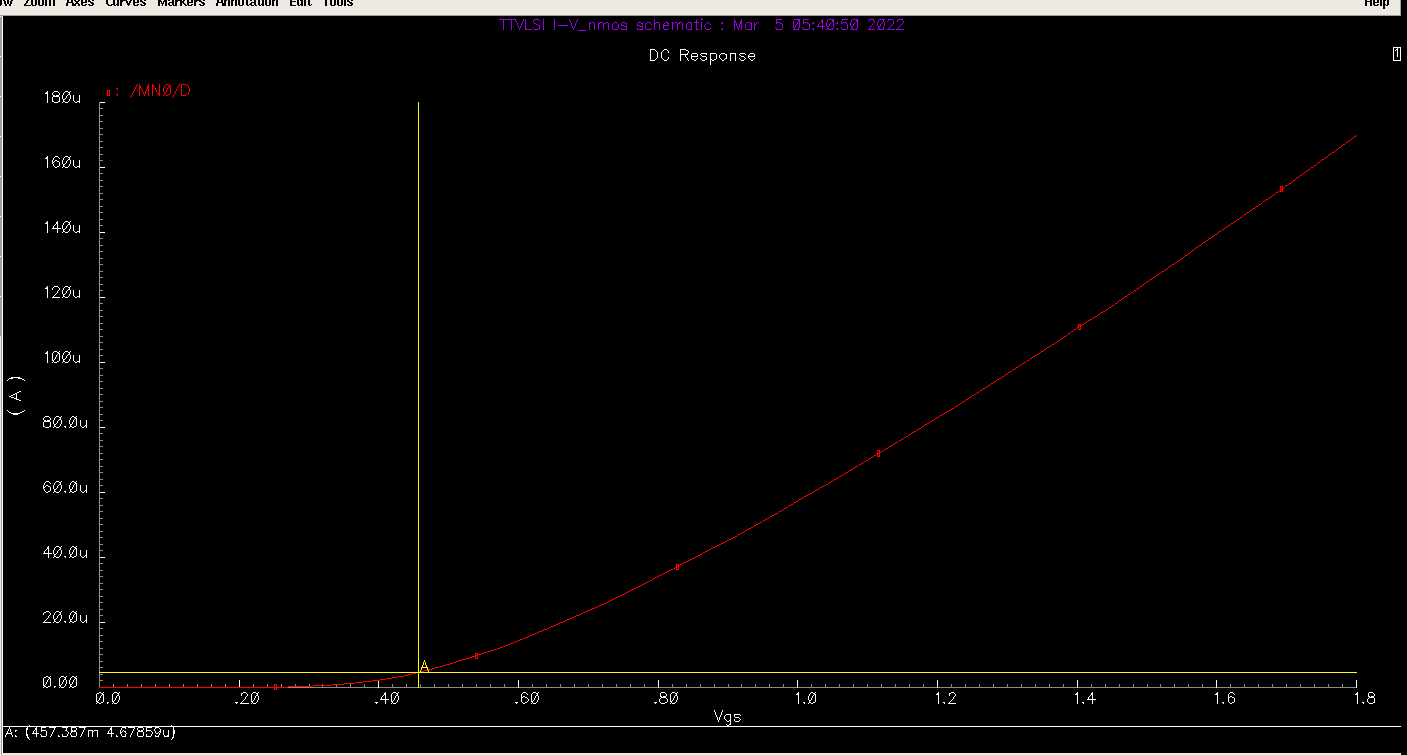 Zoom Axes Curves Markers Annotation Edit Tools Help
TTVLSI I-V_nmos schematic : Mar 5 05:40:50 2022
DC Response
1
: /MN0/D
180u
160u
140u
120u
100u
80.0u
60.0u
40.0u
20.0u
0.00
( A )
A
0.0 .20 .40 .60 .80 1.0 1.2 1.4 1.6 1.8
Vgs
A: (457.387m 4.67859u)